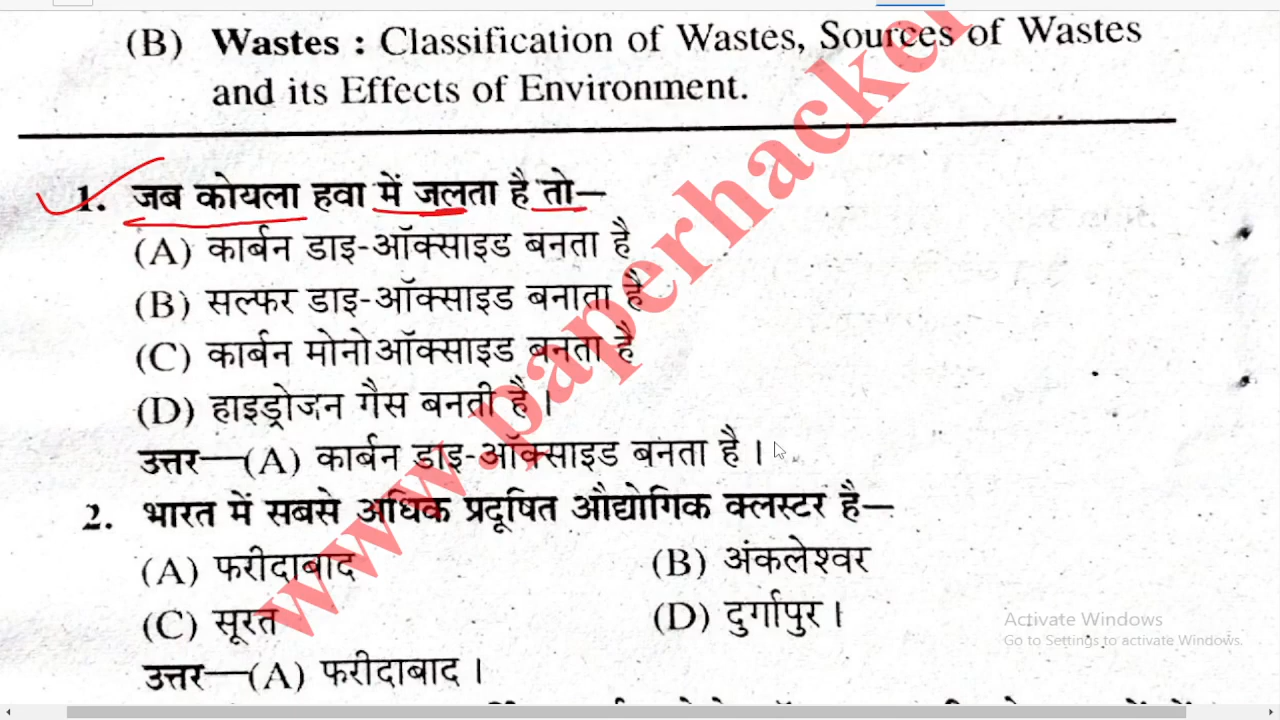 (B) Wastes : Classification of Wastes, Sources of Wastes
and its Effects of Environment.
1. जब कोयला हवा में जलता है तो—
(A) कार्बन डाइ-ऑक्साइड बनता है
(B) सल्फर डाइ-ऑक्साइड बनाता है
(C) कार्बन मोनोऑक्साइड बनता है
(D) हाइड्रोजन गैस बनती है।
उत्तर—(A) कार्बन डाइ-ऑक्साइड बनता है।
2. भारत में सबसे अधिक प्रदूषित औद्योगिक क्लस्टर है—
(A) फरीदाबाद (B) अंकलेश्वर
(C) सूरत (D) दुर्गापुर।
उत्तर—(A) फरीदाबाद।
www.paperhacker
Activate Windows
Go to Settings to activate Windows.